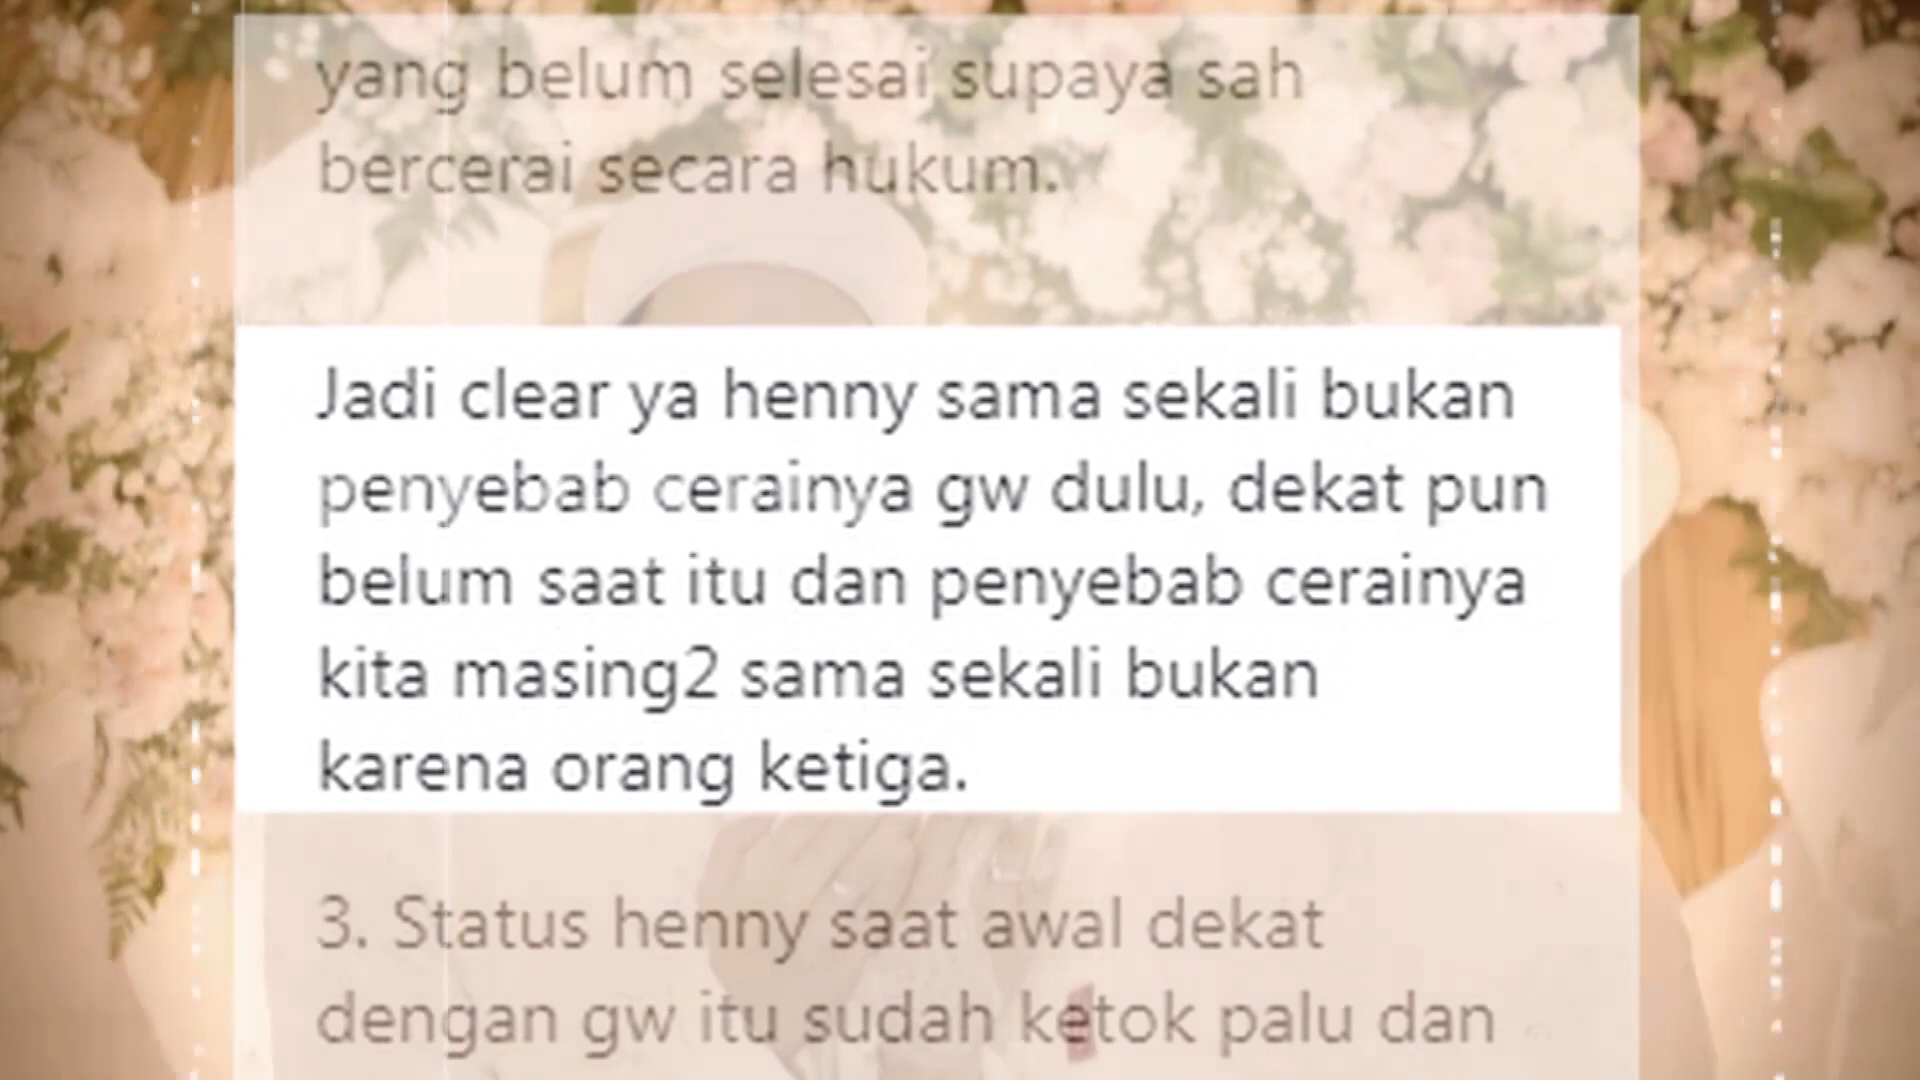 yang belum selesai supaya sah
bercerai secara hukum.
Jadi clear ya henny sama sekali bukan
penyebab cerainya gw dulu, dekat pun
belum saat itu dan penyebab cerainya
kita masing2 sama sekali bukan
karena orang ketiga.
3. Status henny saat awal dekat
dengan gw itu sudah ketok palu dan